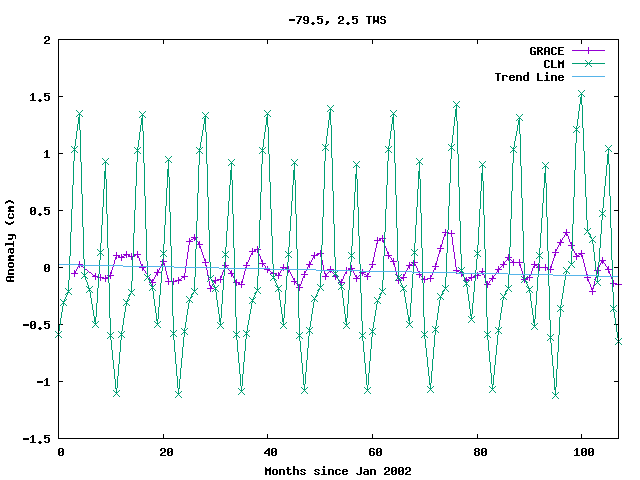 -79.5, 2.5 TWS
GRACE
CLM
Trend Line
2
1.5
1
0.5
0
-0.5
-1
-1.5
Anomaly (cm)
0 20 40 60 80 100
Months since Jan 2002